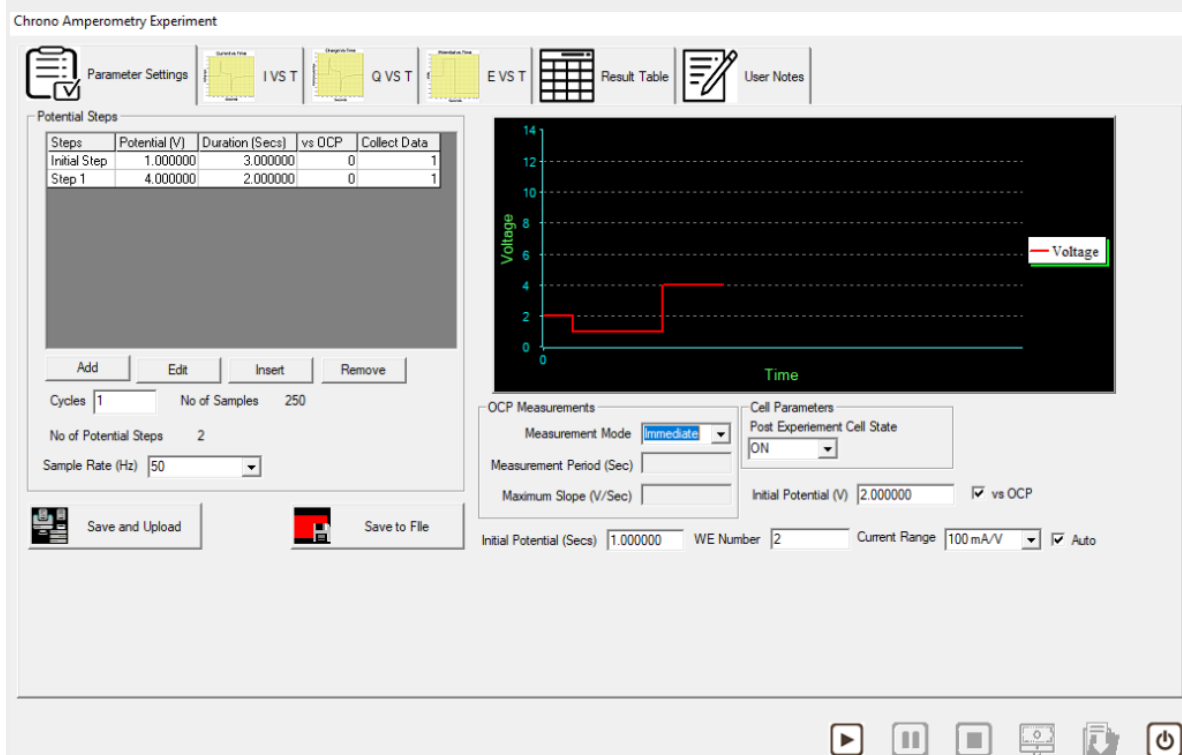 Chrono Amperometry Experiment
Parameter Settings
I VS T
Q VS T
E VS T
Result Table
User Notes
Potential Steps
Steps Potential (V) Duration (Secs) vs OCP Collect Data
Initial Step 1.000000 3.000000 0 1
Step 1 4.000000 2.000000 0 1
Add Edit Insert Remove
Cycles 1 No of Samples 250
No of Potential Steps 2
Sample Rate (Hz) 50
Save and Upload
Save to FIle
14
12
10
8
6
4
2
0
0
Voltage
Time
Voltage
OCP Measurements
Measurement Mode Immediate
Measurement Period (Sec)
Maximum Slope (V/Sec)
Cell Parameters
Post Experiement Cell State
ON
Initial Potential (V) 2.000000 vs OCP
Initial Potential (Secs) 1.000000 WE Number 2 Current Range 100 mA/V Auto